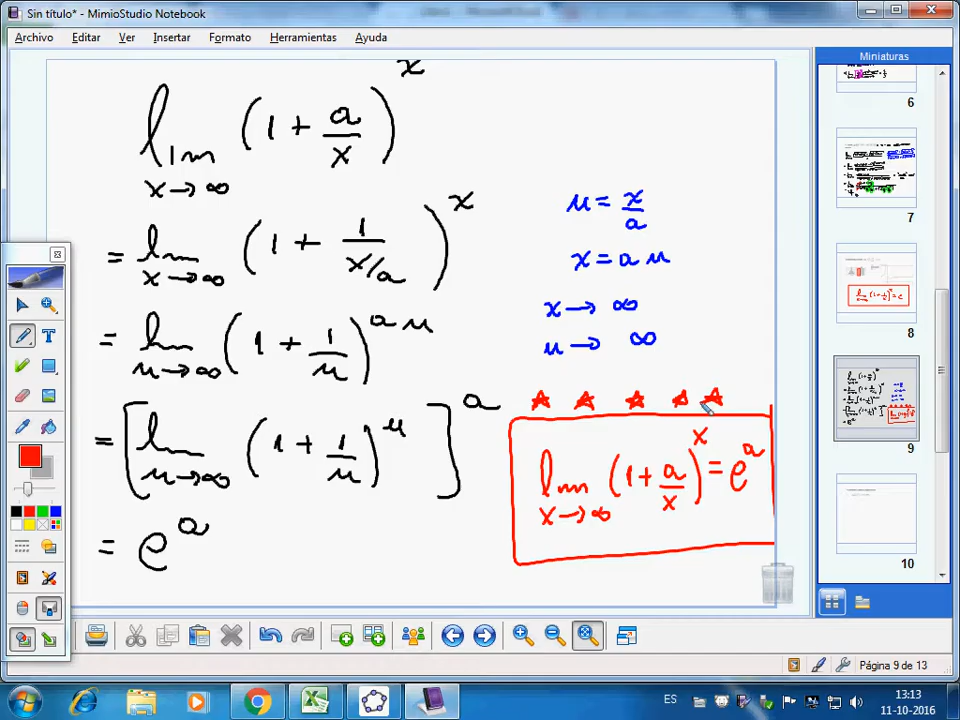 Sin título* - MimioStudio Notebook
Archivo Editar Ver Insertar Formato Herramientas Ayuda
Miniaturas
lim (1 + a/x)^x
x→∞
= lim (1 + 1/(x/a))^x
x→∞
= lim (1 + 1/u)^(a u)
u→∞
= [lim (1 + 1/u)^u]^a
u→∞
= e^a
u = x/a
x = a u
x → ∞
u → ∞
lim (1 + a/x)^x = e^a
x→∞
6
7
8
9
10
Página 9 de 13
ES
13:13
11-10-2016